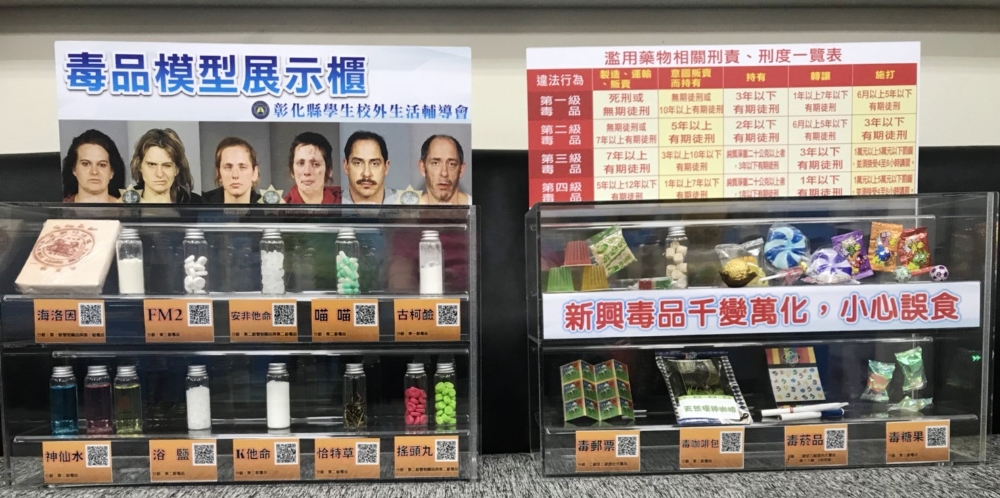 毒品模型展示櫃
彰化縣學生校外生活輔導會
海洛因
FM2
安非他命
喵喵
古柯鹼
神仙水
浴鹽
K他命
恰特草
搖頭丸
濫用藥物相關刑責、刑度一覽表
違法行為 製造、運輸、販賣 意圖販賣而持有 持有 轉讓 施打
第一級毒品 死刑或無期徒刑 無期徒刑或10年以上有期徒刑 3年以下有期徒刑 1年以上7年以下有期徒刑 6月以上5年以下有期徒刑
第二級毒品 無期徒刑或7年以上有期徒刑 5年以上有期徒刑 2年以下有期徒刑 6月以上5年以下有期徒刑 3年以下有期徒刑
第三級毒品 7年以上有期徒刑 3年以上10年以下有期徒刑 純質淨重二十公克以上者,3年以下有期徒刑 3年以下有期徒刑 1萬元以上5萬元以下罰鍰,並須接受4至8小時講習。
第四級毒品 5年以上12年以下有期徒刑 1年以上7年以下有期徒刑 純質淨重二十公克以上者,1年以下有期徒刑 1年以下有期徒刑 1萬元以上5萬元以下罰鍰,並須接受4至8小時講習。
新興毒品千變萬化,小心誤食
毒郵票
毒咖啡包
毒菸品
毒糖果